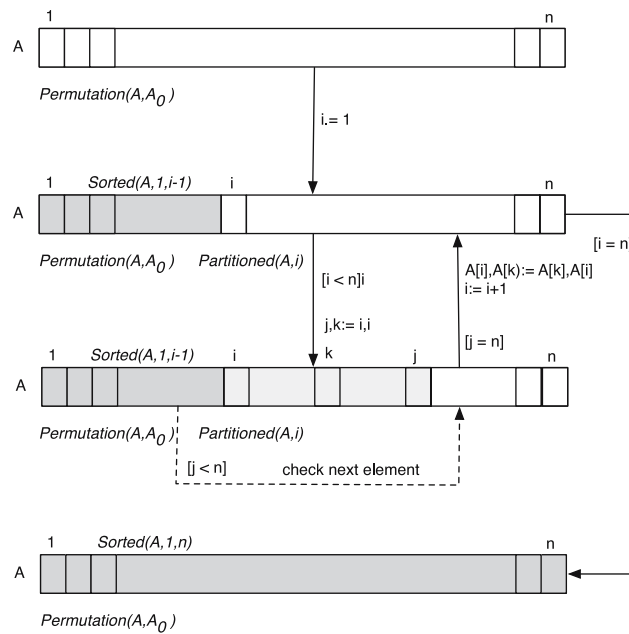 1 n
A
Permutation(A,A0 )
i.= 1
1 Sorted(A,1,i-1) i n
A
[i = n
Permutation(A,A0 ) Partitioned(A,i)
A[i],A[k):= A[k],A[i]
i:= i+1
[i < n]i
j,k:= i,i
[j = n]
k
1 Sorted(A,1,i-1) i j n
A
Permutation(A,A0 ) Partitioned(A,i)
[j < n] check next element
1 Sorted(A,1,n) n
A
Permutation(A,A0 )